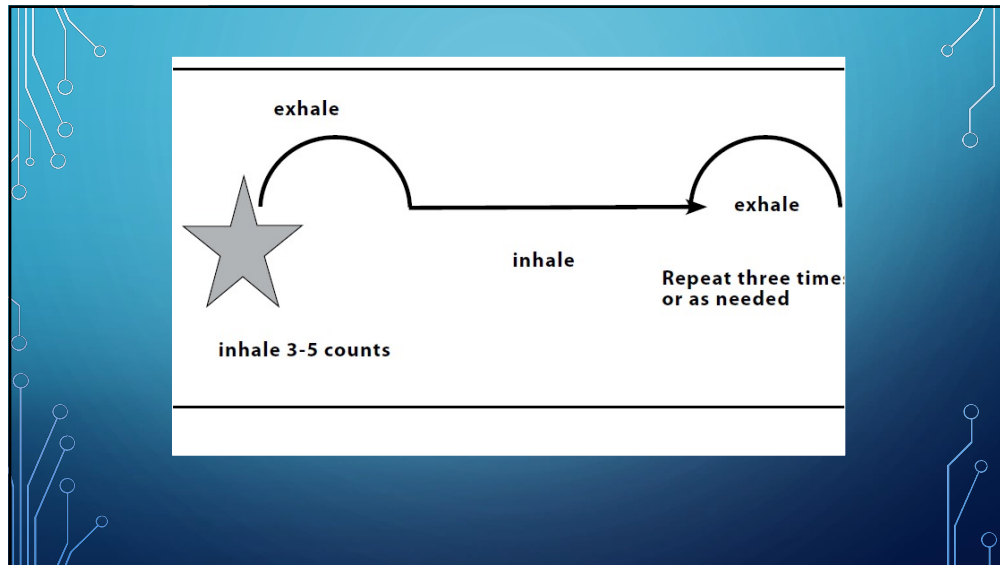 exhale
exhale
inhale
Repeat three time
or as needed
inhale 3-5 counts